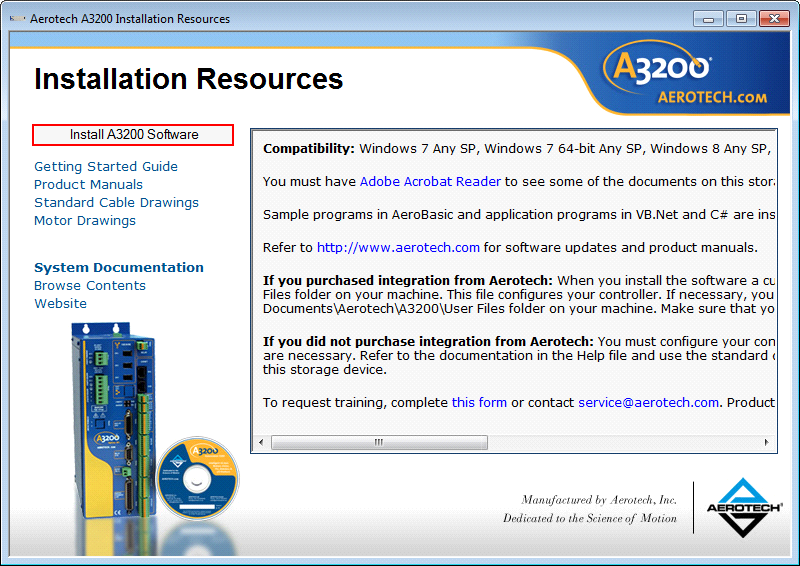 Aerotech A3200 Installation Resources
Installation Resources
A3200
AEROTECH.COM
Install A3200 Software
Getting Started Guide
Product Manuals
Standard Cable Drawings
Motor Drawings
System Documentation
Browse Contents
Website
Compatibility: Windows 7 Any SP, Windows 7 64-bit Any SP, Windows 8 Any SP,
You must have Adobe Acrobat Reader to see some of the documents on this stor
Sample programs in AeroBasic and application programs in VB.Net and C# are ins
Refer to http://www.aerotech.com for software updates and product manuals.
If you purchased integration from Aerotech: When you install the software a cu
Files folder on your machine. This file configures your controller. If necessary, you
Documents\Aerotech\A3200\User Files folder on your machine. Make sure that yo
If you did not purchase integration from Aerotech: You must configure your con
are necessary. Refer to the documentation in the Help file and use the standard
this storage device.
To request training, complete this form or contact service@aerotech.com. Product
A3200
A3200
Manufactured by Aerotech, Inc.
Dedicated to the Science of Motion
AEROTECH